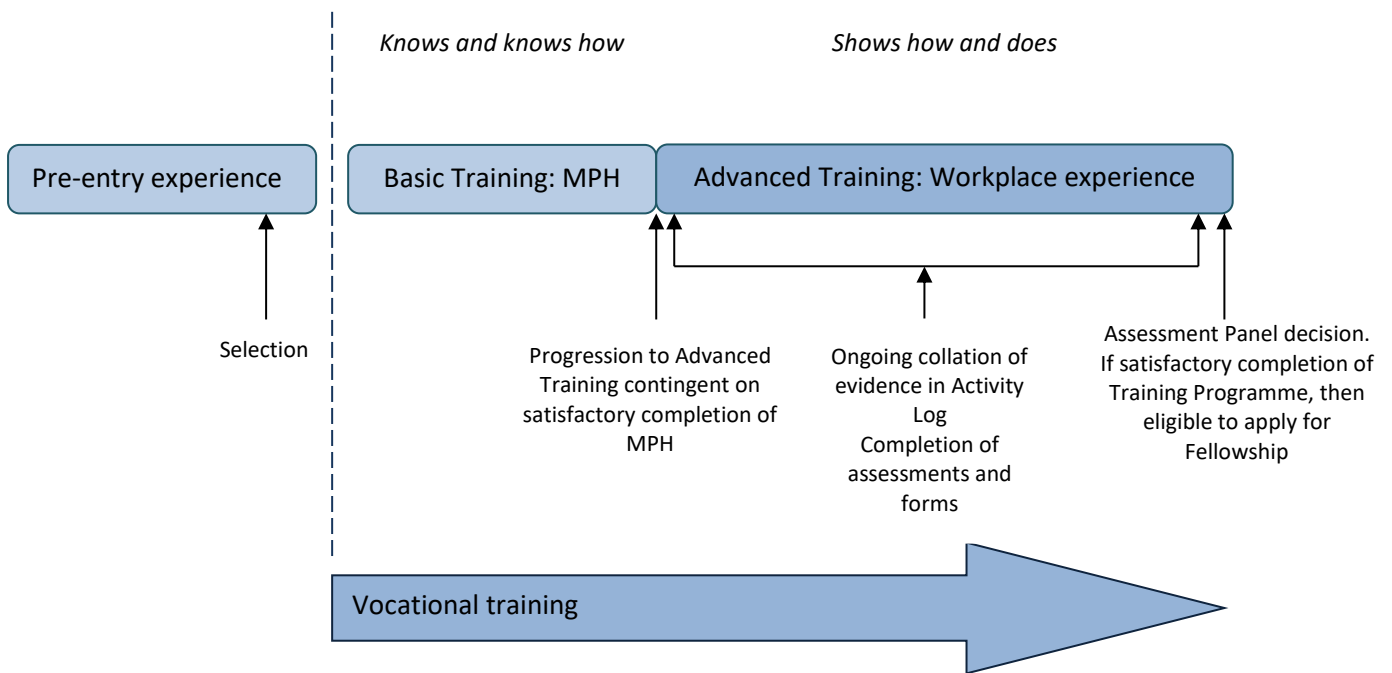 Knows and knows how
Shows how and does
Pre-entry experience
Basic Training: MPH
Advanced Training: Workplace experience
Selection
Progression to Advanced
Training contingent on
satisfactory completion of
MPH
Ongoing collation of
evidence in Activity
Log
Completion of
assessments and
forms
Assessment Panel decision.
If satisfactory completion of
Training Programme, then
eligible to apply for
Fellowship
Vocational training